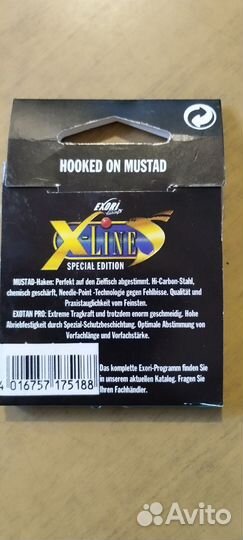 HOOKED ON MUSTAD
EXORI
X-LINE S
SPECIAL EDITION
MUSTAD-Haken: Perfekt auf den Zielfisch abgestimmt. Hi-Carbon-Stahl,
chemisch geschärft, Needle-Point -Technologie gegen Fehlbisse. Qualität und
Praxistauglichkeit vom Feinsten.
EXOTAN PRO: Extreme Tragkraft und trotzdem enorm geschmeidig. Hohe
Abriebfestigkeit durch Spezial-Schutzbeschichtung. Optimale Abstimmung von
Vorfachlänge und Vorfachstärke.
4 016757 175188
Das komplette Exori-Programm finden Sie
in unserem aktuellen Katalog. Fragen Sie
Ihren Fachhändler.
Avito